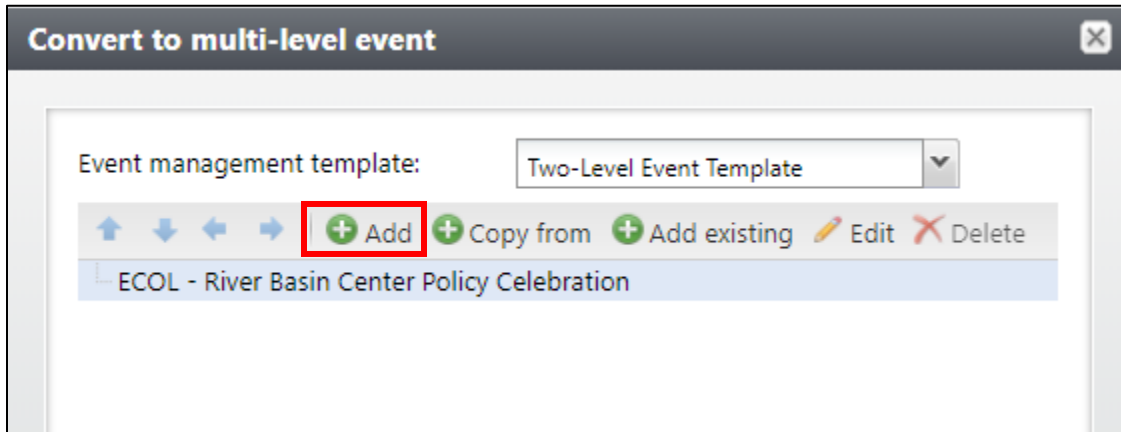 Convert to multi-level event
Event management template: Two-Level Event Template
Add Copy from Add existing Edit Delete
ECOL - River Basin Center Policy Celebration